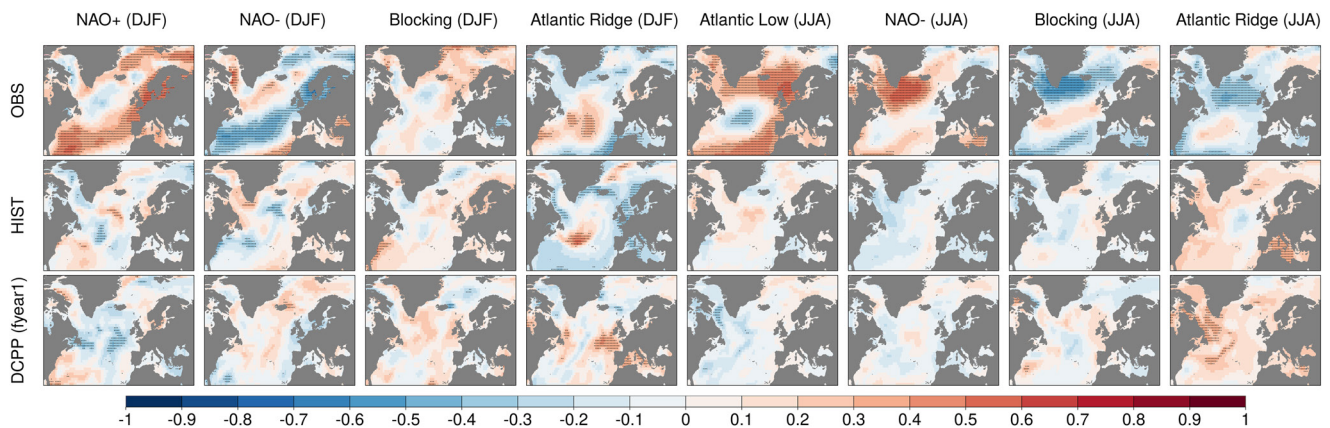 NAO+ (DJF) NAO- (DJF) Blocking (DJF) Atlantic Ridge (DJF) Atlantic Low (JJA) NAO- (JJA) Blocking (JJA) Atlantic Ridge (JJA)
OBS
HIST
DCPP (fyear1)
-1 -0.9 -0.8 -0.7 -0.6 -0.5 -0.4 -0.3 -0.2 -0.1 0 0.1 0.2 0.3 0.4 0.5 0.6 0.7 0.8 0.9 1